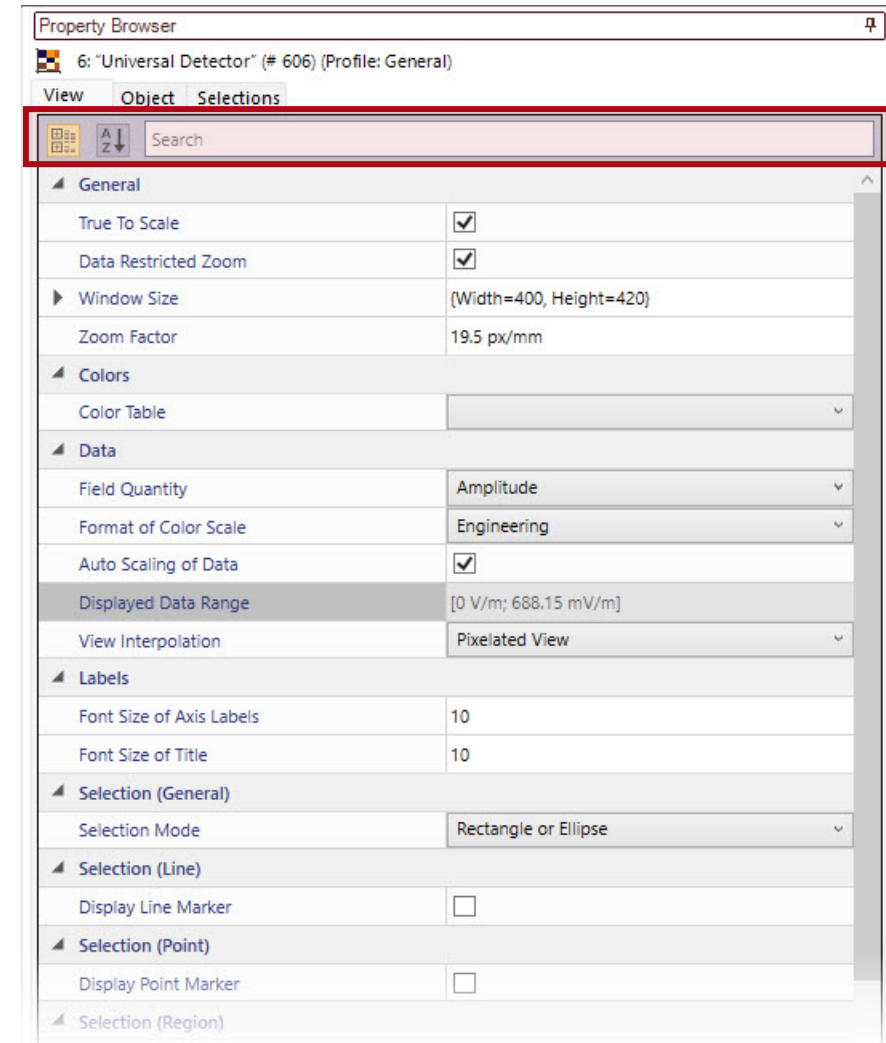 Property Browser
6: “Universal Detector” (# 606) (Profile: General)
View Object Selections
A Z Search
General
True To Scale
Data Restricted Zoom
Window Size {Width=400, Height=420}
Zoom Factor 19.5 px/mm
Colors
Color Table
Data
Field Quantity Amplitude
Format of Color Scale Engineering
Auto Scaling of Data
Displayed Data Range [0 V/m; 688.15 mV/m]
View Interpolation Pixelated View
Labels
Font Size of Axis Labels 10
Font Size of Title 10
Selection (General)
Selection Mode Rectangle or Ellipse
Selection (Line)
Display Line Marker
Selection (Point)
Display Point Marker
Selection (Region)